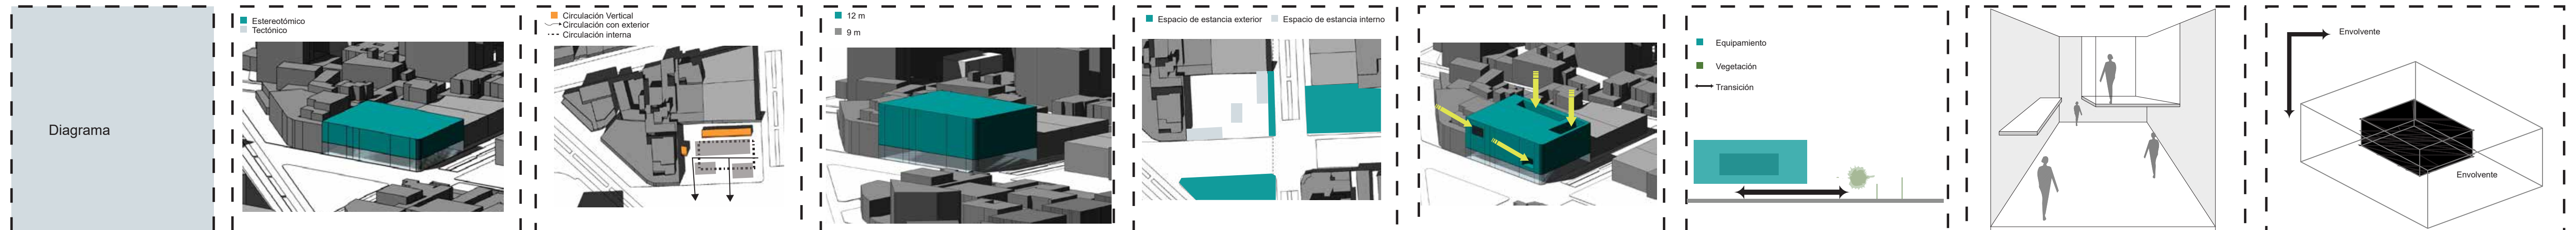 Diagrama
Estereotómico
Tectónico
Circulación Vertical
Circulación con exterior
Circulación interna
12 m
9 m
Espacio de estancia exterior
Espacio de estancia interno
Equipamiento
Vegetación
Transición
Envolvente
Envolvente